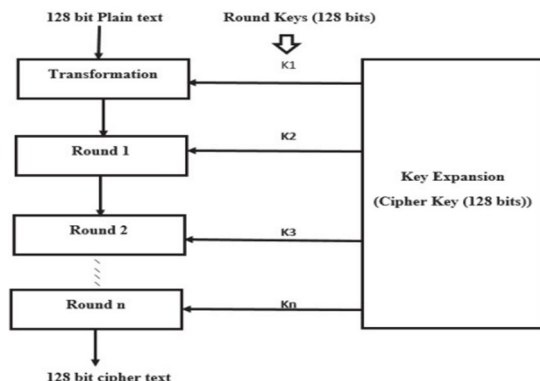 128 bit Plain text
Round Keys (128 bits)
Transformation
K1
Round 1
K2
Key Expansion
(Cipher Key (128 bits))
Round 2
K3
Round n
Kn
128 bit cipher text